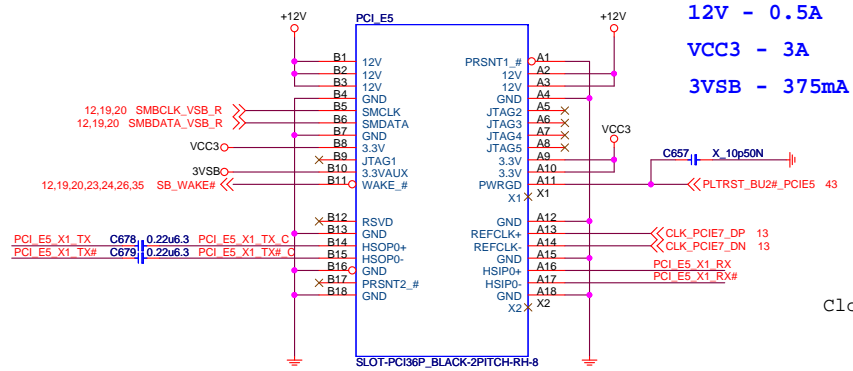 +12V
PCI_E5
+12V
12V - 0.5A
VCC3 - 3A
3VSB - 375mA
B1 12V PRSNT1_# A1
B2 12V 12V A2
B3 12V 12V A3
B4 GND GND A4
12,19,20 SMBCLK_VSB_R B5 SMCLK JTAG2 A5
12,19,20 SMBDATA_VSB_R B6 SMDATA JTAG3 A6
B7 GND JTAG4 A7
VCC3 B8 3.3V JTAG5 A8 VCC3
B9 JTAG1 3.3V A9
3VSB B10 3.3VAUX 3.3V A10
12,19,20,23,24,26,35 SB_WAKE# B11 WAKE_# PWRGD A11 PLTRST_BU2#_PCIE5 43
C657 X_10p50N
X1 X1
B12 RSVD GND A12
B13 GND REFCLK+ A13 CLK_PCIE7_DP 13
PCI_E5_X1_TX C678 0.22u6.3 PCI_E5_X1_TX_C B14 HSOP0+ REFCLK- A14 CLK_PCIE7_DN 13
PCI_E5_X1_TX# C679 0.22u6.3 PCI_E5_X1_TX#_C B15 HSOP0- GND A15
B16 GND HSIP0+ A16 PCI_E5_X1_RX
B17 PRSNT2_# HSIP0- A17 PCI_E5_X1_RX#
B18 GND GND A18
X2 X2
Clo
SLOT-PCI36P_BLACK-2PITCH-RH-8